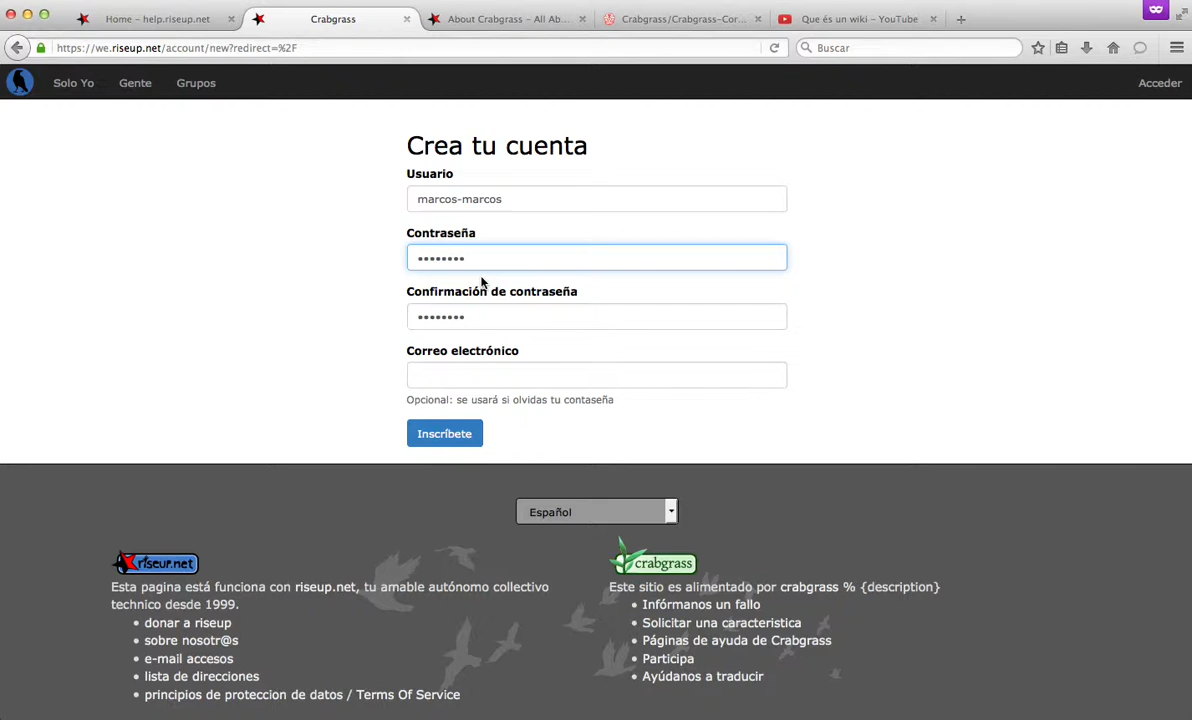 Home – help.riseup.net
Crabgrass
About Crabgrass – All Ab...
Crabgrass/Crabgrass-Cor...
Que és un wiki – YouTube
https://we.riseup.net/account/new?redirect=%2F
Buscar
Solo Yo
Gente
Grupos
Acceder
Crea tu cuenta
Usuario
marcos-marcos
Contraseña
••••••••
Confirmación de contraseña
••••••••
Correo electrónico
Opcional: se usará si olvidas tu contaseña
Inscríbete
Español
riseup.net
Esta pagina está funciona con riseup.net, tu amable autónomo collectivo
technico desde 1999.
• donar a riseup
• sobre nosotr@s
• e-mail accesos
• lista de direcciones
• principios de proteccion de datos / Terms Of Service
crabgrass
Este sitio es alimentado por crabgrass % {description}
• Infórmanos un fallo
• Solicitar una caracteristica
• Páginas de ayuda de Crabgrass
• Participa
• Ayúdanos a traducir